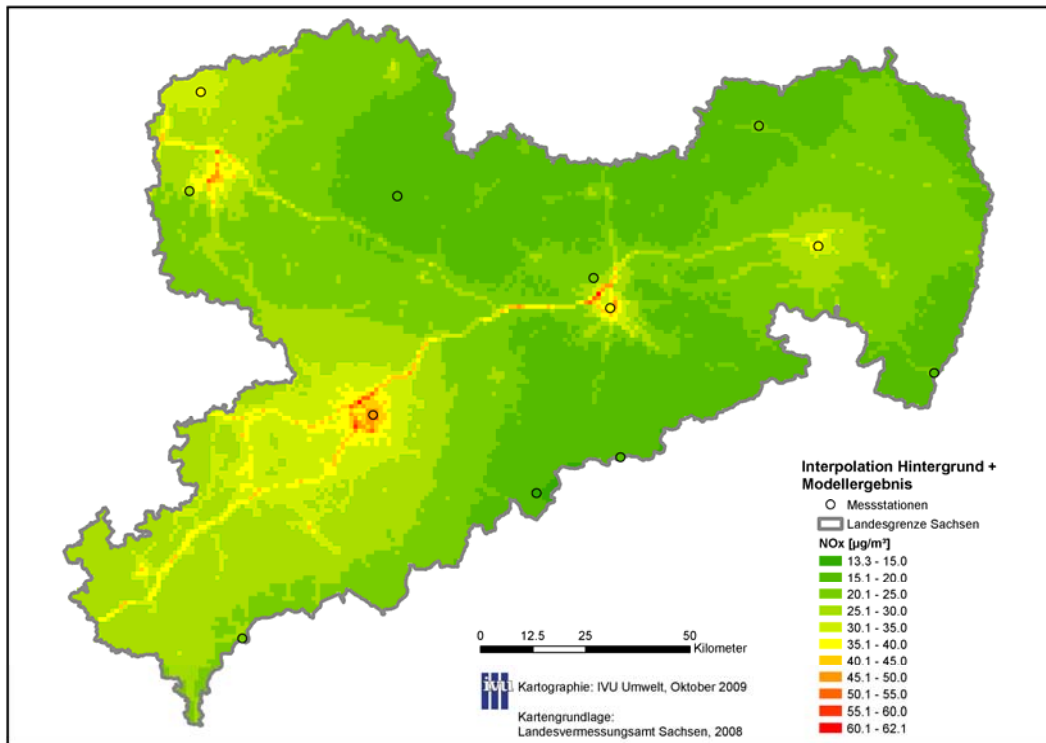 Interpolation Hintergrund +
Modellergebnis
Messstationen
Landesgrenze Sachsen
NOx [µg/m³]
13.3 - 15.0
15.1 - 20.0
20.1 - 25.0
25.1 - 30.0
30.1 - 35.0
35.1 - 40.0
40.1 - 45.0
45.1 - 50.0
50.1 - 55.0
55.1 - 60.0
60.1 - 62.1
0 12.5 25 50
Kilometer
ivu
Kartographie: IVU Umwelt, Oktober 2009
Kartengrundlage:
Landesvermessungsamt Sachsen, 2008